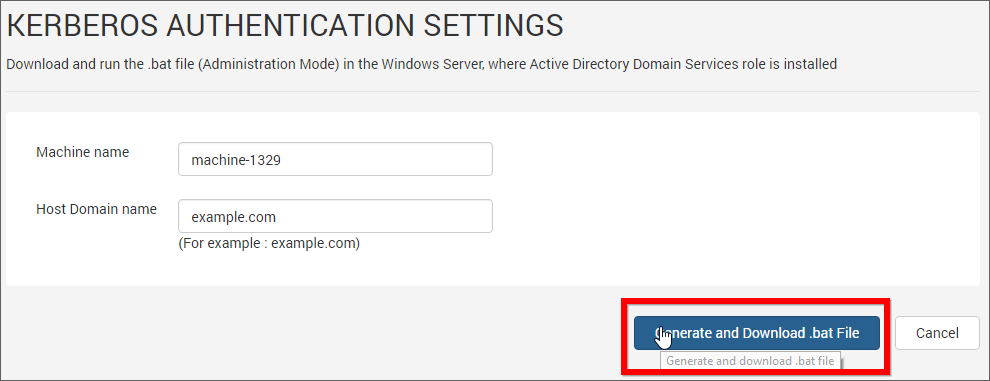 KERBEROS AUTHENTICATION SETTINGS
Download and run the .bat file (Administration Mode) in the Windows Server, where Active Directory Domain Services role is installed
Machine name
machine-1329
Host Domain name
example.com
(For example : example.com)
Generate and Download .bat File
Cancel
Generate and download .bat file